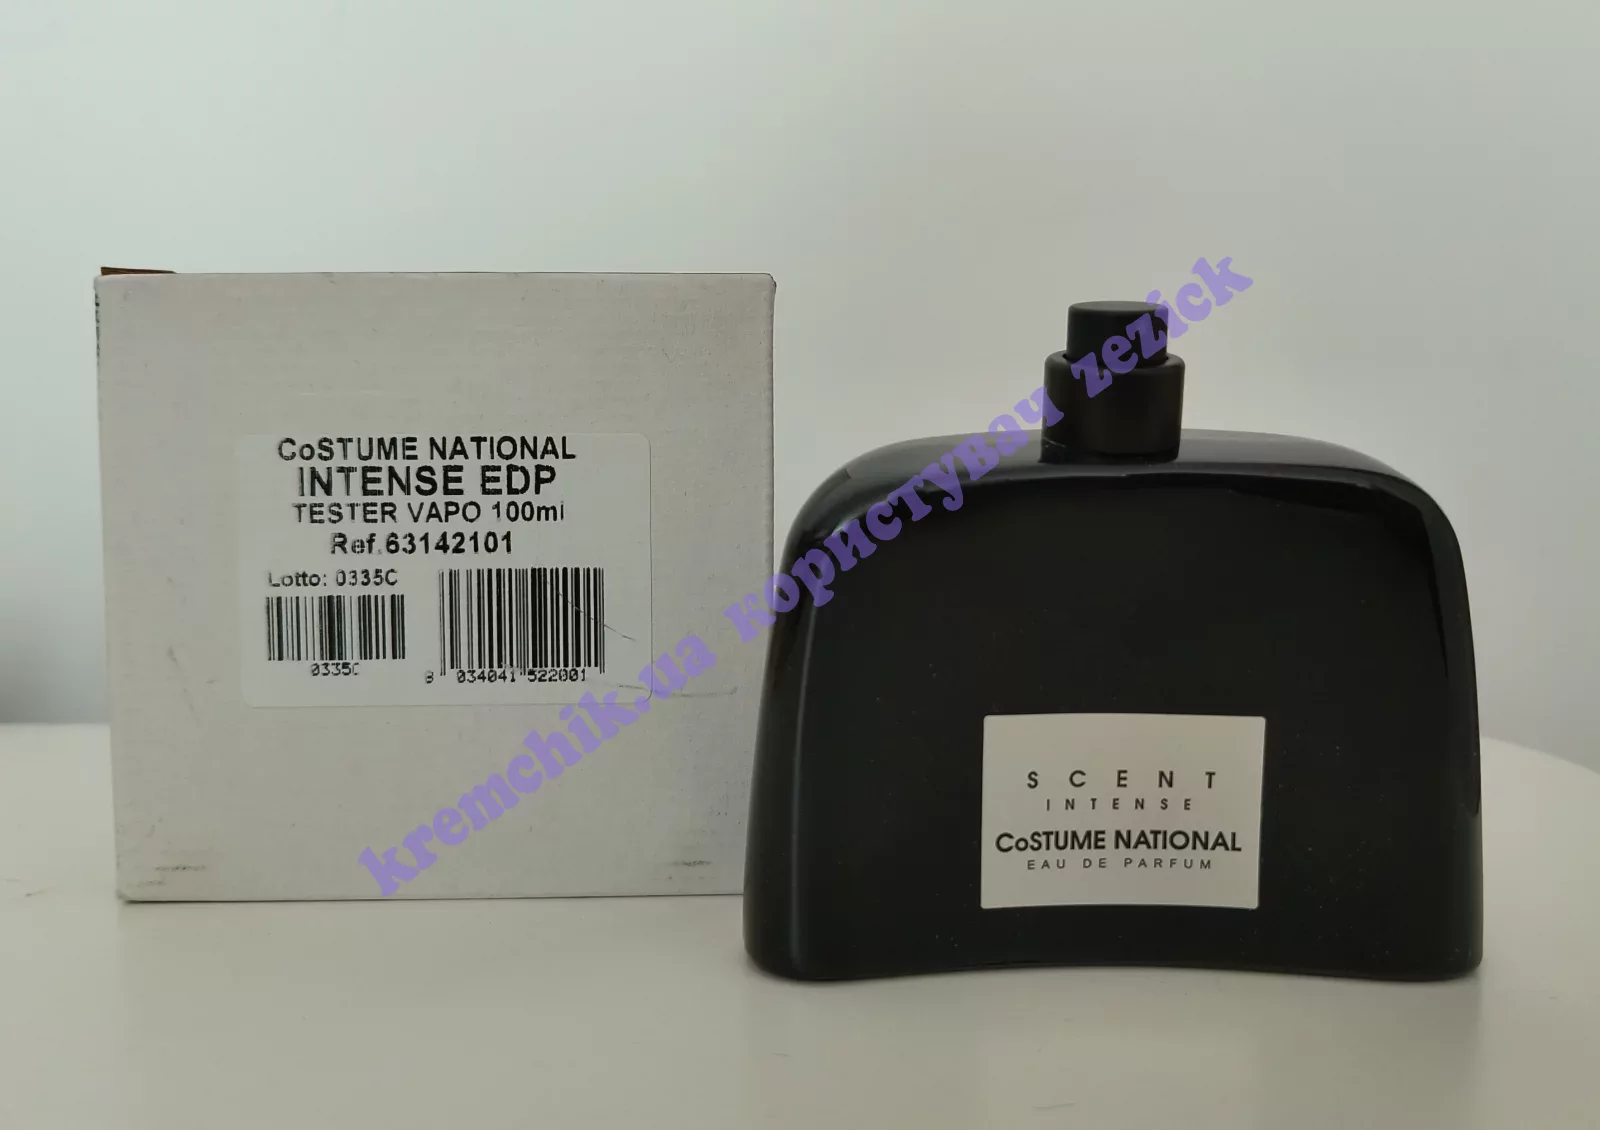 CoSTUME NATIONAL
INTENSE EDP
TESTER VAPO 100ml
Ref.63142101
Lotto: 0335C
0335C
8 034041 522001
SCENT
INTENSE
CoSTUME NATIONAL
EAU DE PARFUM
kremchik.ua користувач zezick